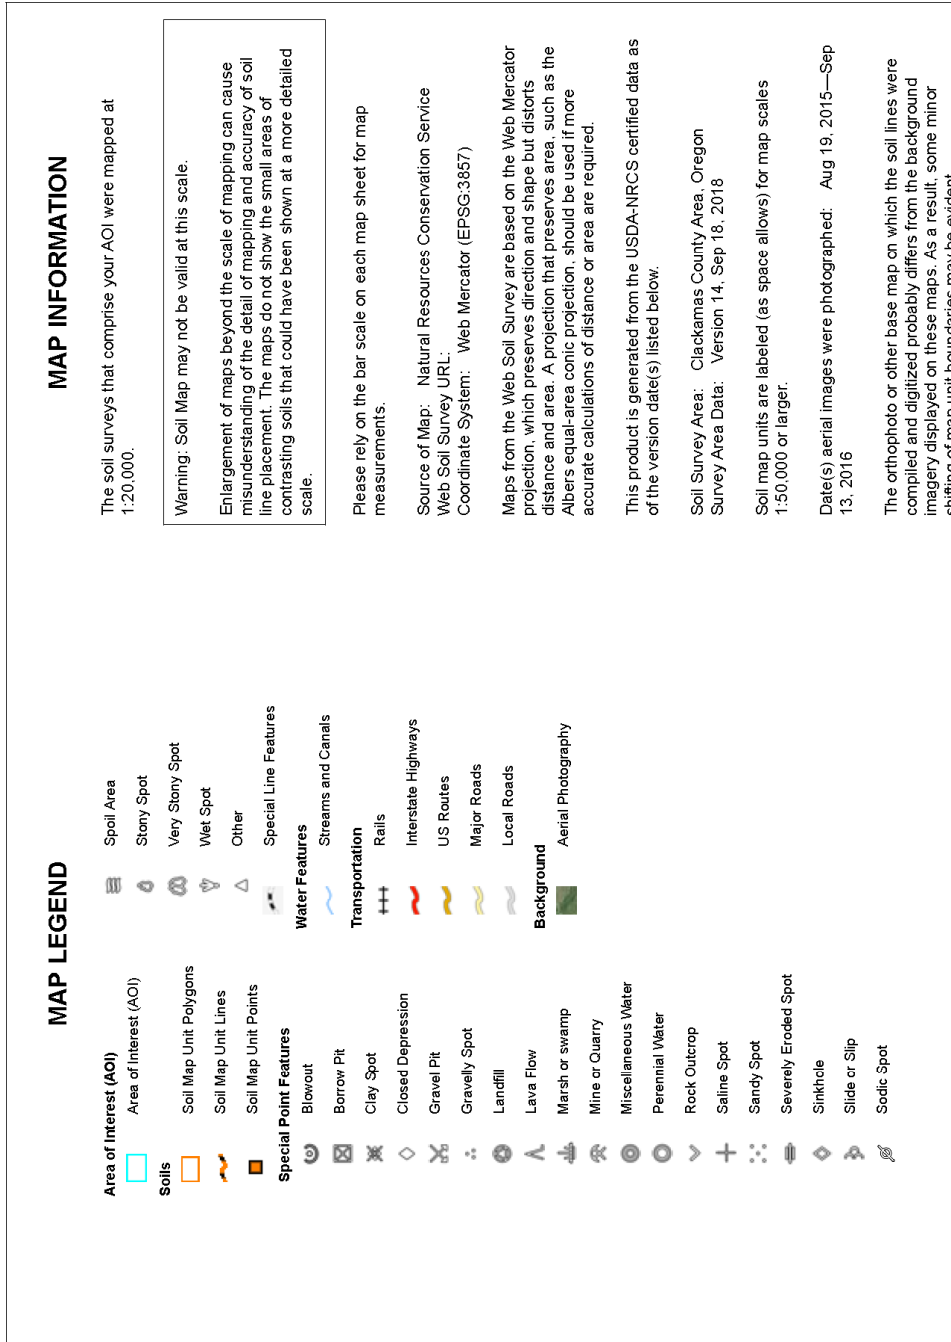 MAP LEGEND
Area of Interest (AOI)
Area of Interest (AOI)
Soils
Soil Map Unit Polygons
Soil Map Unit Lines
Soil Map Unit Points
Special Point Features
Blowout
Borrow Pit
Clay Spot
Closed Depression
Gravel Pit
Gravelly Spot
Landfill
Lava Flow
Marsh or swamp
Mine or Quarry
Miscellaneous Water
Perennial Water
Rock Outcrop
Saline Spot
Sandy Spot
Severely Eroded Spot
Sinkhole
Slide or Slip
Sodic Spot
Spoil Area
Stony Spot
Very Stony Spot
Wet Spot
Other
Special Line Features
Water Features
Streams and Canals
Transportation
Rails
Interstate Highways
US Routes
Major Roads
Local Roads
Background
Aerial Photography
MAP INFORMATION
The soil surveys that comprise your AOI were mapped at
1:20,000.
Warning: Soil Map may not be valid at this scale.
Enlargement of maps beyond the scale of mapping can cause
misunderstanding of the detail of mapping and accuracy of soil
line placement. The maps do not show the small areas of
contrasting soils that could have been shown at a more detailed
scale.
Please rely on the bar scale on each map sheet for map
measurements.
Source of Map: Natural Resources Conservation Service
Web Soil Survey URL:
Coordinate System: Web Mercator (EPSG:3857)
Maps from the Web Soil Survey are based on the Web Mercator
projection, which preserves direction and shape but distorts
distance and area. A projection that preserves area, such as the
Albers equal-area conic projection, should be used if more
accurate calculations of distance or area are required.
This product is generated from the USDA-NRCS certified data as
of the version date(s) listed below.
Soil Survey Area: Clackamas County Area, Oregon
Survey Area Data: Version 14, Sep 18, 2018
Soil map units are labeled (as space allows) for map scales
1:50,000 or larger.
Date(s) aerial images were photographed: Aug 19, 2015—Sep
13, 2016
The orthophoto or other base map on which the soil lines were
compiled and digitized probably differs from the background
imagery displayed on these maps. As a result, some minor
shifting of map unit boundaries may be evident.